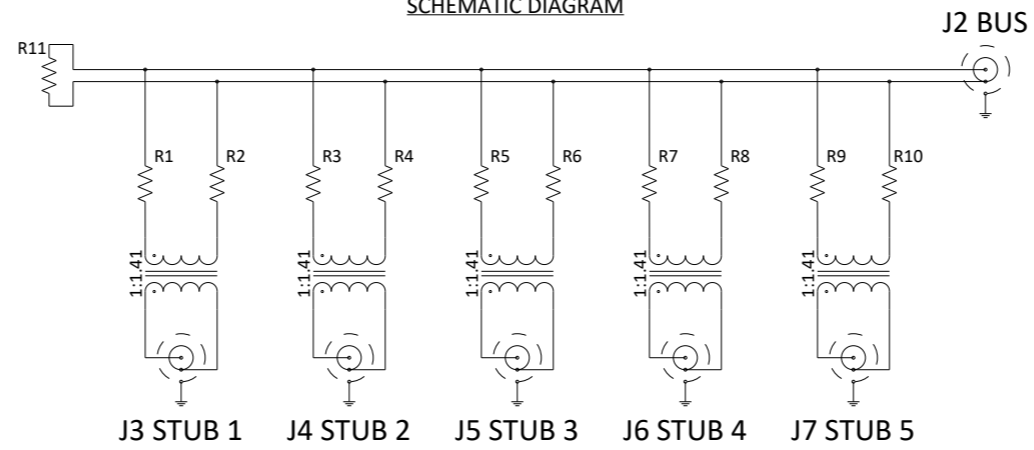 SCHEMATIC DIAGRAM
J2 BUS
R11
R1 R2 R3 R4 R5 R6 R7 R8 R9 R10
1:1.41 1:1.41 1:1.41 1:1.41 1:1.41
J3 STUB 1 J4 STUB 2 J5 STUB 3 J6 STUB 4 J7 STUB 5